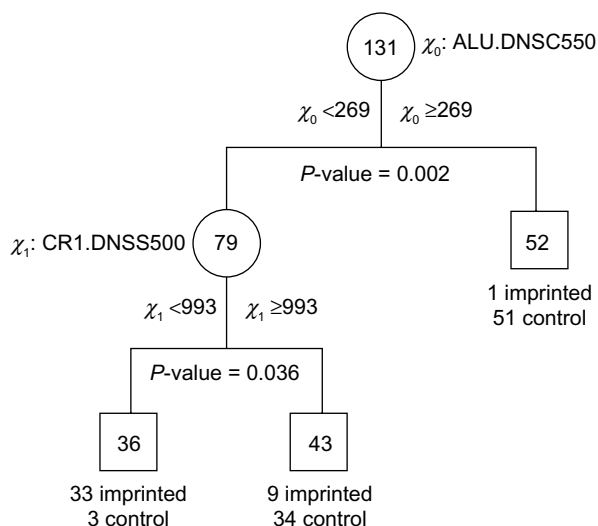 131
χ₀: ALU.DNSC550
χ₀ <269
χ₀ ≥269
P-value = 0.002
χ₁: CR1.DNSS500
79
52
1 imprinted
51 control
χ₁ <993
χ₁ ≥993
P-value = 0.036
36
43
33 imprinted
3 control
9 imprinted
34 control